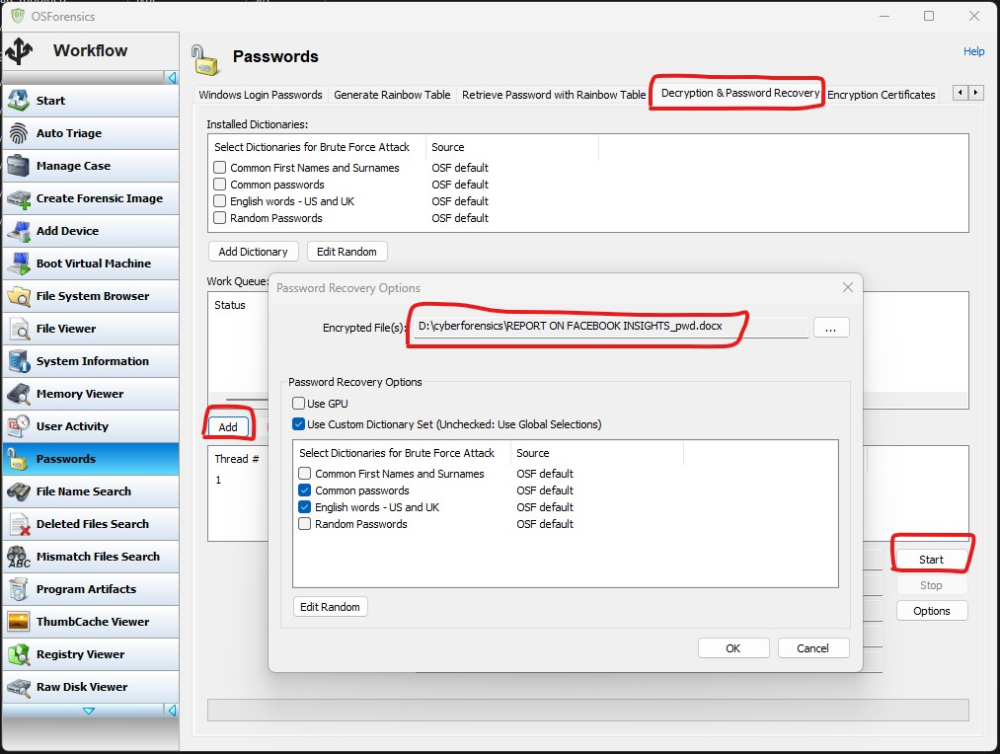 OSForensics
Workflow
Start
Auto Triage
Manage Case
Create Forensic Image
Add Device
Boot Virtual Machine
File System Browser
File Viewer
System Information
Memory Viewer
User Activity
Passwords
File Name Search
Deleted Files Search
Mismatch Files Search
Program Artifacts
ThumbCache Viewer
Registry Viewer
Raw Disk Viewer
Passwords
Help
Windows Login Passwords Generate Rainbow Table Retrieve Password with Rainbow Table Decryption & Password Recovery Encryption Certificates
Installed Dictionaries:
Select Dictionaries for Brute Force Attack Source
Common First Names and Surnames OSF default
Common passwords OSF default
English words - US and UK OSF default
Random Passwords OSF default
Add Dictionary Edit Random
Work Queue:
Status
Add
Thread #
1
Start
Stop
Options
Password Recovery Options
Encrypted File(s): D:\cyberforensics\REPORT ON FACEBOOK INSIGHTS_pwd.docx ...
Password Recovery Options
Use GPU
Use Custom Dictionary Set (Unchecked: Use Global Selections)
Select Dictionaries for Brute Force Attack Source
Common First Names and Surnames OSF default
Common passwords OSF default
English words - US and UK OSF default
Random Passwords OSF default
Edit Random
OK Cancel